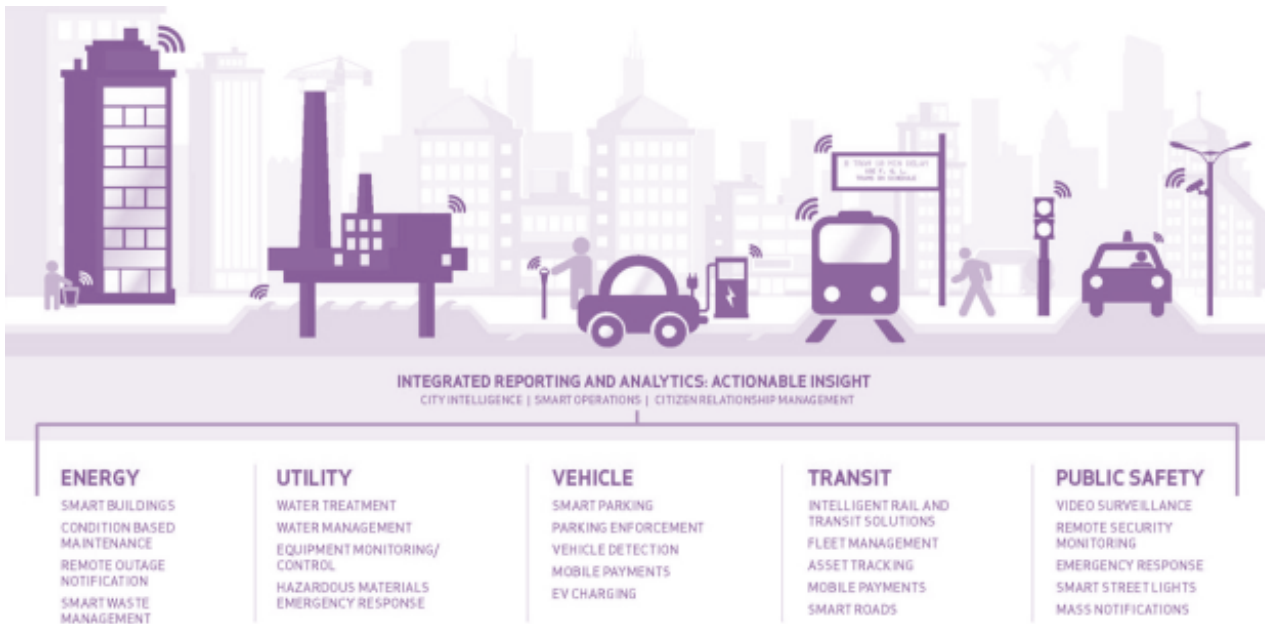 INTEGRATED REPORTING AND ANALYTICS: ACTIONABLE INSIGHT
CITY INTELLIGENCE | SMART OPERATIONS | CITIZEN RELATIONSHIP MANAGEMENT
ENERGY
SMART BUILDINGS
CONDITION BASED
MAINTENANCE
REMOTE OUTAGE
NOTIFICATION
SMART WASTE
MANAGEMENT
UTILITY
WATER TREATMENT
WATER MANAGEMENT
EQUIPMENT MONITORING/
CONTROL
HAZARDOUS MATERIALS
EMERGENCY RESPONSE
VEHICLE
SMART PARKING
PARKING ENFORCEMENT
VEHICLE DETECTION
MOBILE PAYMENTS
EV CHARGING
TRANSIT
INTELLIGENT RAIL AND
TRANSIT SOLUTIONS
FLEET MANAGEMENT
ASSET TRACKING
MOBILE PAYMENTS
SMART ROADS
PUBLIC SAFETY
VIDEO SURVEILLANCE
REMOTE SECURITY
MONITORING
EMERGENCY RESPONSE
SMART STREET LIGHTS
MASS NOTIFICATIONS